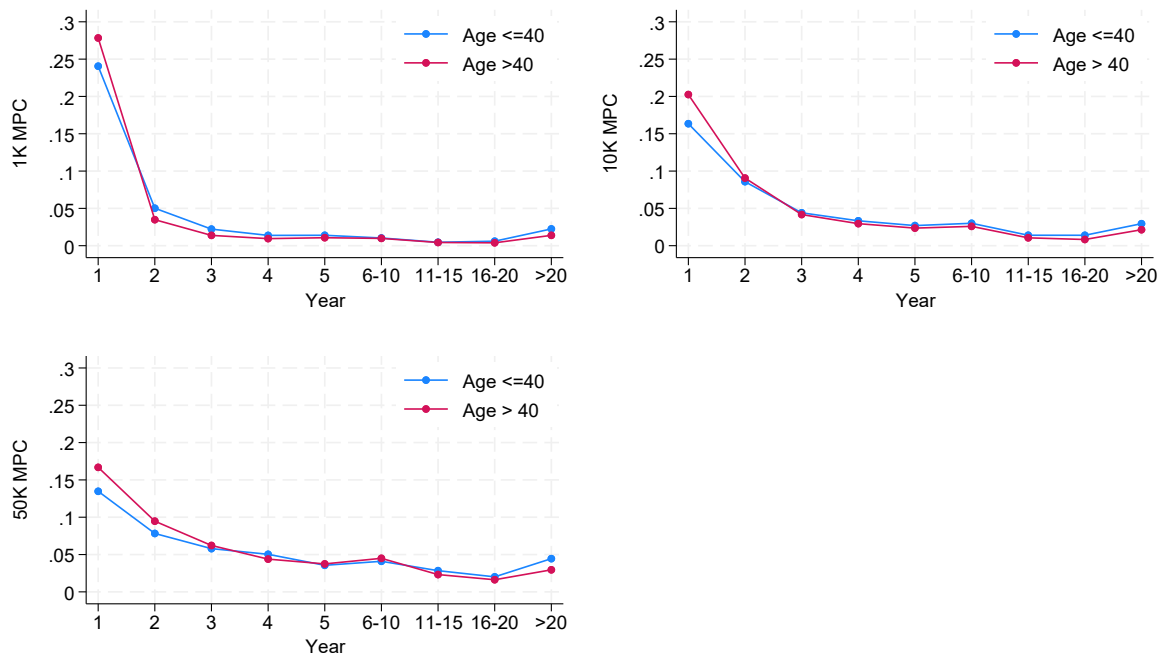 1K MPC
.3
.25
.2
.15
.1
.05
0
1 2 3 4 5 6-10 11-15 16-20 >20
Year
Age <=40
Age >40
10K MPC
.3
.25
.2
.15
.1
.05
0
1 2 3 4 5 6-10 11-15 16-20 >20
Year
Age <=40
Age > 40
50K MPC
.3
.25
.2
.15
.1
.05
0
1 2 3 4 5 6-10 11-15 16-20 >20
Year
Age <=40
Age > 40